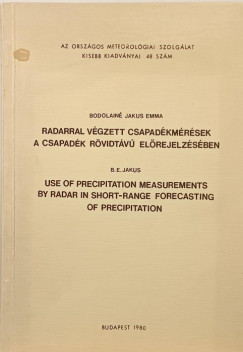 AZ ORSZÁGOS METEOROLÓGIAI SZOLGÁLAT
KISEBB KIADVÁNYAI 48 SZÁM
BODOLAINÉ JAKUS EMMA
RADARRAL VÉGZETT CSAPADÉKMÉRÉSEK
A CSAPADÉK RÖVIDTÁVÚ ELŐREJELZÉSÉBEN
B.E. JAKUS
USE OF PRECIPITATION MEASUREMENTS
BY RADAR IN SHORT-RANGE FORECASTING
OF PRECIPITATION
BUDAPEST 1980